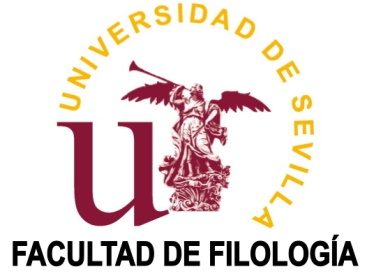 UNIVERSIDAD DE SEVILLA
u
FACULTAD DE FILOLOGÍA